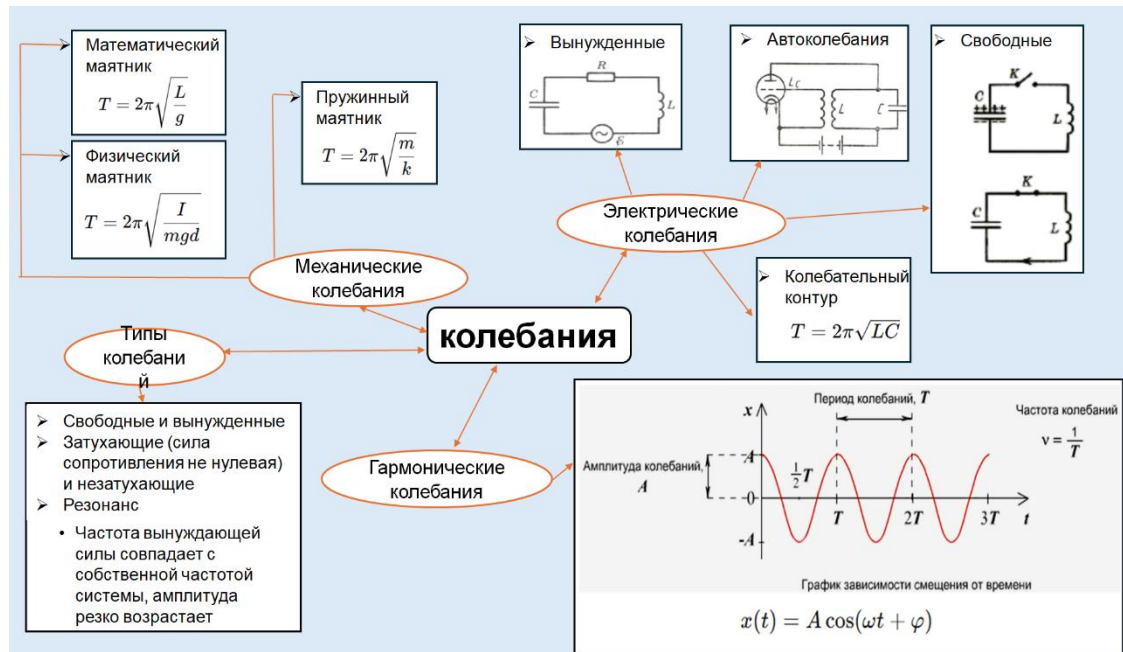 Математический
маятник
T = 2π√(L/g)
Физический
маятник
T = 2π√(I/mgd)
Пружинный
маятник
T = 2π√(m/k)
Механические
колебания
Вынужденные
R
C
L
Ɛ
Автоколебания
Lc
L
C
Свободные
K
C
++++
L
K
C
L
Электрические
колебания
Колебательный
контур
T = 2π√LC
колебания
Типы
колебани
й
Свободные и вынужденные
Затухающие (сила
сопротивления не нулевая)
и незатухающие
Резонанс
• Частота вынуждающей
силы совпадает с
собственной частотой
системы, амплитуда
резко возрастает
Гармонические
колебания
Период колебаний, T
x
Частота колебаний
ν = 1/T
Амплитуда колебаний,
A
A
1/2 T
0
T
2T
3T
t
-A
График зависимости смещения от времени
x(t) = A cos(ωt + φ)